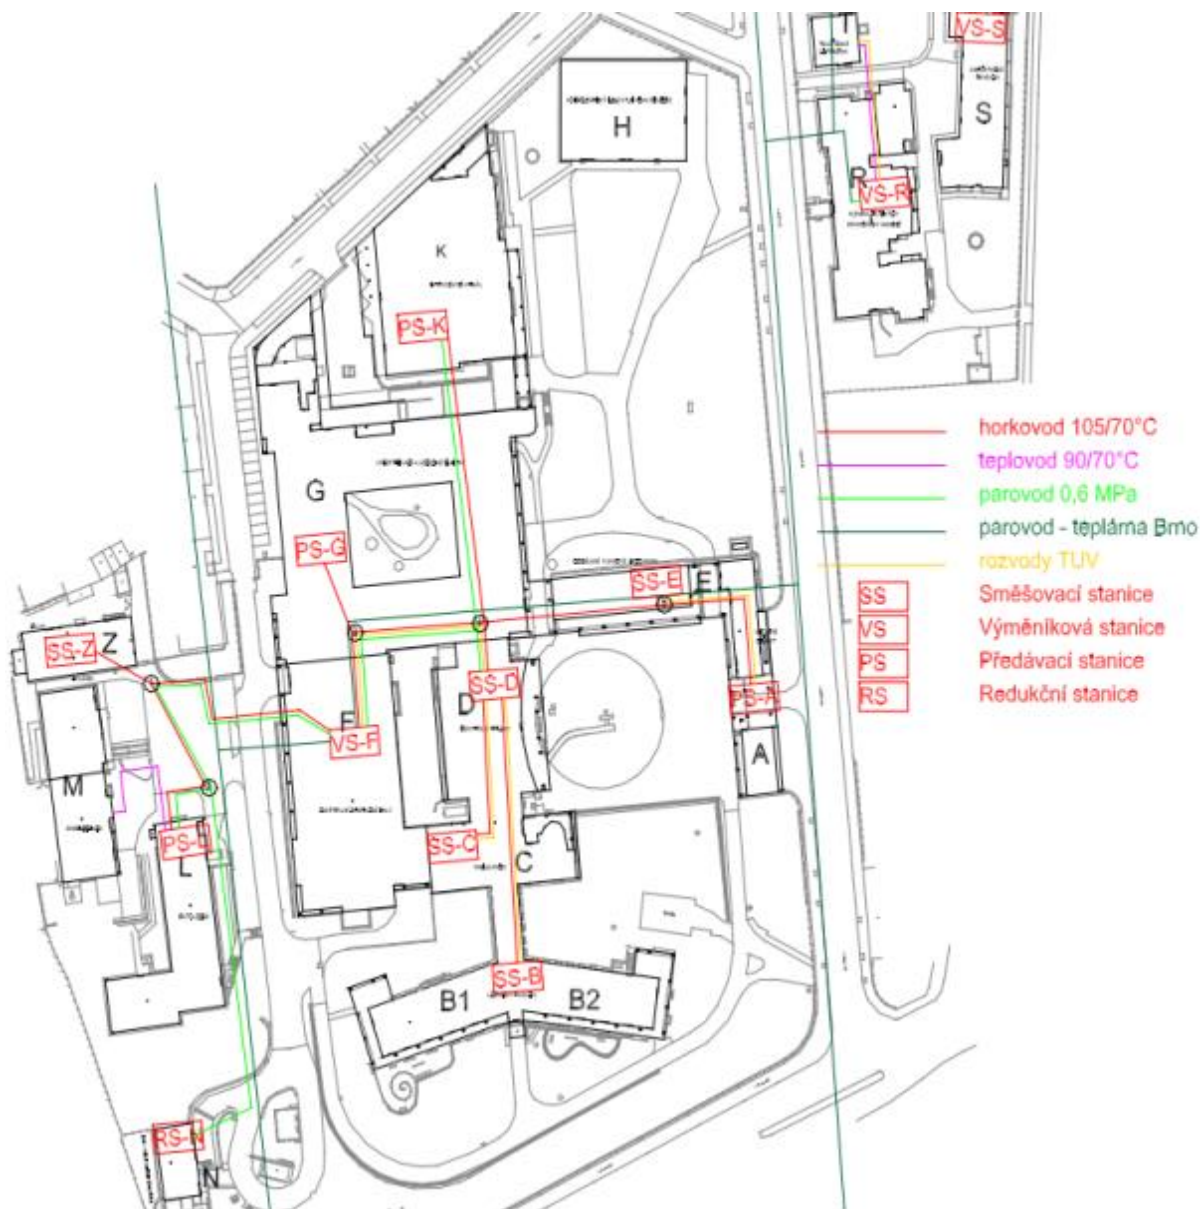 VS-S
H
S
R
VS-R
K
PS-K
horkovod 105/70°C
teplovod 90/70°C
parovod 0,6 MPa
parovod - teplárna Brno
rozvody TUV
SS Směšovací stanice
VS Výměníková stanice
PS Předávací stanice
RS Redukční stanice
G
PS-G
SS-E E
SS-Z Z
SS-D
D
PS-A
F
VS-F
A
M
PS-L
L
SS-C
C
SS-B
B1
B2
RS-N
N